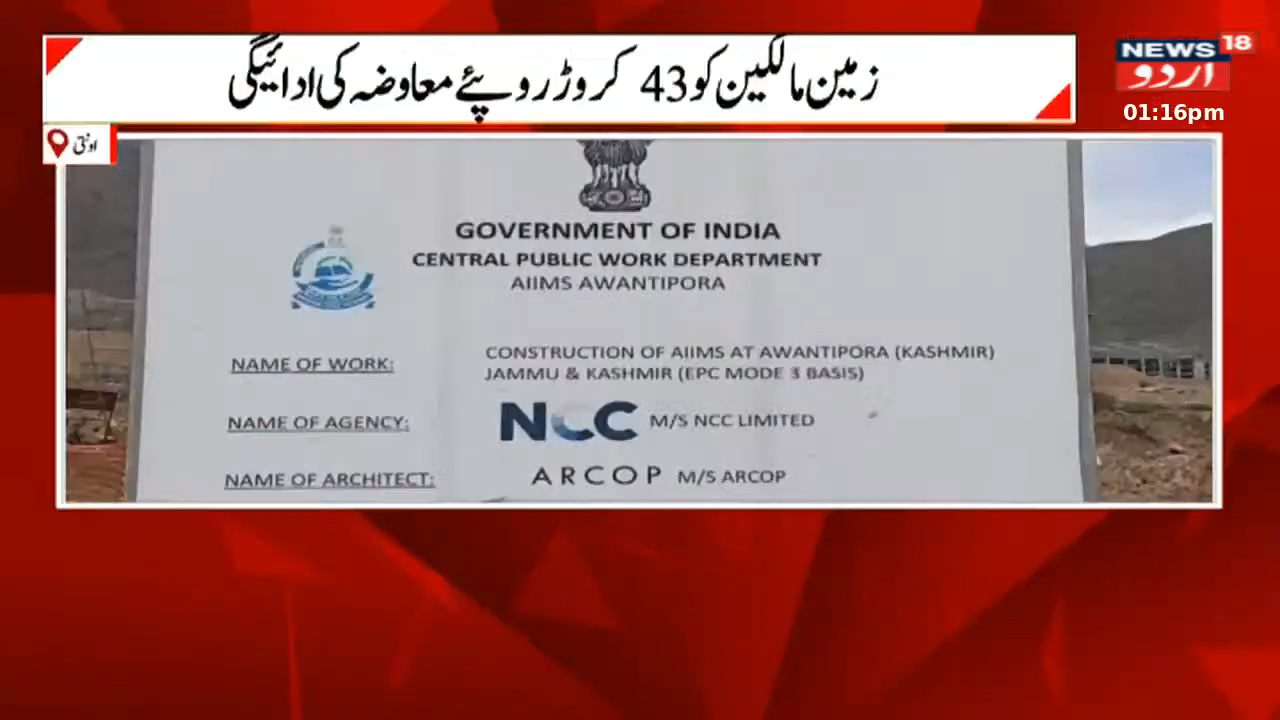 زمین مالکین کو 43 کروڑ روپئے معاوضہ کی ادائیگی
NEWS 18
اردو
01:16pm
اونتی
GOVERNMENT OF INDIA
CENTRAL PUBLIC WORK DEPARTMENT
AIIMS AWANTIPORA
NAME OF WORK: CONSTRUCTION OF AIIMS AT AWANTIPORA (KASHMIR)
JAMMU & KASHMIR (EPC MODE 3 BASIS)
NAME OF AGENCY: NCC M/S NCC LIMITED
NAME OF ARCHITECT: ARCOP M/S ARCOP